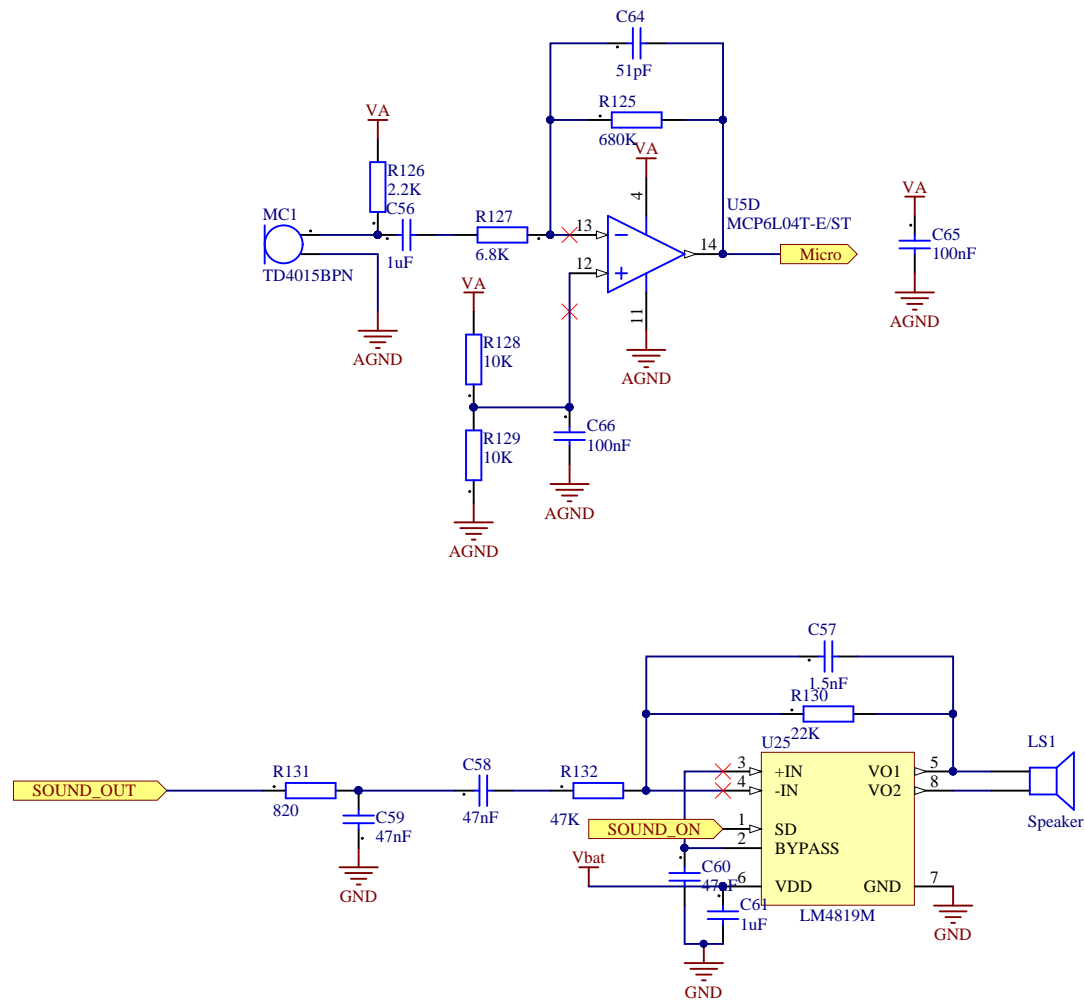 C64
51pF
R125
680K
VA
VA
R126
2.2K
C56
1uF
MC1
TD4015BPN
R127
6.8K
13
12
4
11
14
U5D
MCP6L04T-E/ST
Micro
VA
C65
100nF
AGND
AGND
VA
R128
10K
AGND
R129
10K
C66
100nF
AGND
AGND
C57
1.5nF
R130
22K
U25
LS1
Speaker
SOUND_OUT
R131
820
C59
47nF
GND
C58
47nF
R132
47K
SOUND_ON
3
4
1
2
6
+IN
-IN
SD
BYPASS
VDD
VO1
VO2
GND
5
8
7
LM4819M
Vbat
C60
47nF
C61
1uF
GND
GND